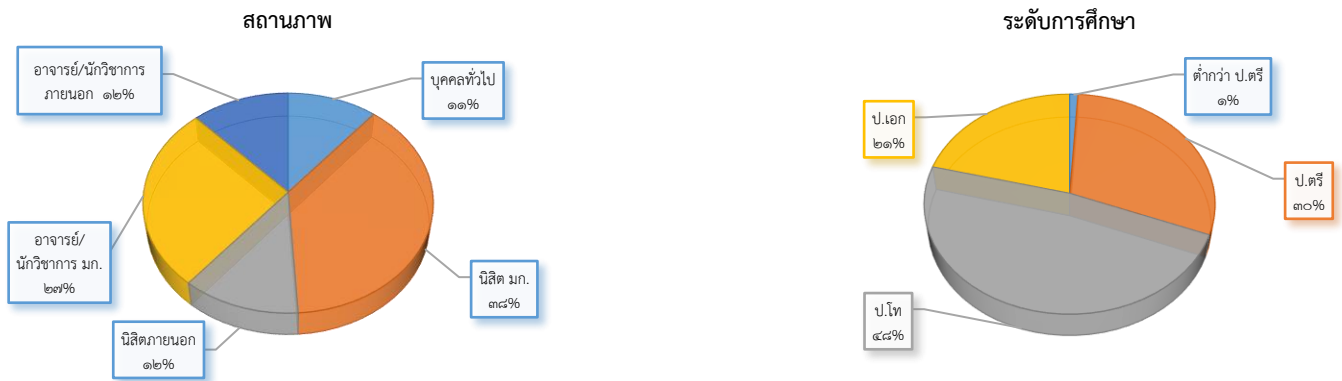 สถานภาพ
อาจารย์/นักวิชาการ
ภายนอก ๑๒%
บุคคลทั่วไป
๑๑%
อาจารย์/
นักวิชาการ มก.
๒๗%
นิสิต มก.
๓๘%
นิสิตภายนอก
๑๒%
ระดับการศึกษา
ต่ำกว่า ป.ตรี
๑%
ป.เอก
๒๑%
ป.ตรี
๓๐%
ป.โท
๔๘%